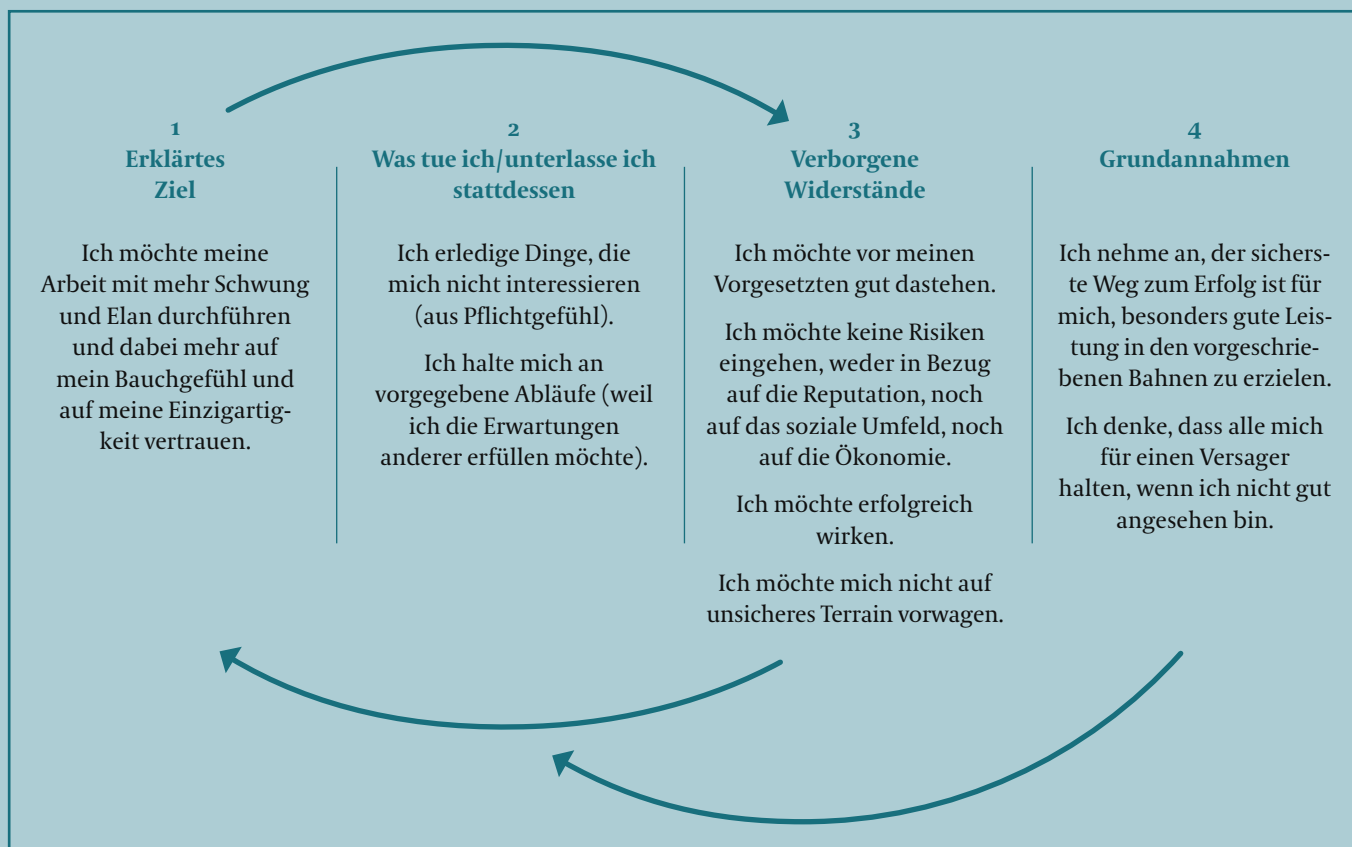 1
Erklärtes
Ziel
Ich möchte meine
Arbeit mit mehr Schwung
und Elan durchführen
und dabei mehr auf
mein Bauchgefühl und
auf meine Einzigartig-
keit vertrauen.
2
Was tue ich/unterlasse ich
stattdessen
Ich erledige Dinge, die
mich nicht interessieren
(aus Pflichtgefühl).
Ich halte mich an
vorgegebene Abläufe (weil
ich die Erwartungen
anderer erfüllen möchte).
3
Verborgene
Widerstände
Ich möchte vor meinen
Vorgesetzten gut dastehen.
Ich möchte keine Risiken
eingehen, weder in Bezug
auf die Reputation, noch
auf das soziale Umfeld, noch
auf die Ökonomie.
Ich möchte erfolgreich
wirken.
Ich möchte mich nicht auf
unsicheres Terrain vorwagen.
4
Grundannahmen
Ich nehme an, der sichers-
te Weg zum Erfolg ist für
mich, besonders gute Leis-
tung in den vorgeschrie-
benen Bahnen zu erzielen.
Ich denke, dass alle mich
für einen Versager
halten, wenn ich nicht gut
angesehen bin.